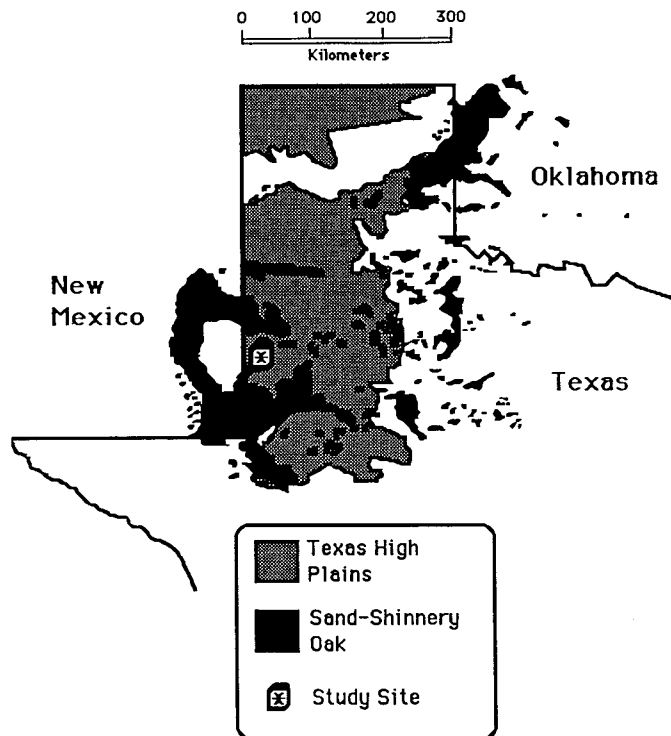 0 100 200 300
Kilometers
Oklahoma
New
Mexico
Texas
Texas High
Plains
Sand-Shinnery
Oak
Study Site